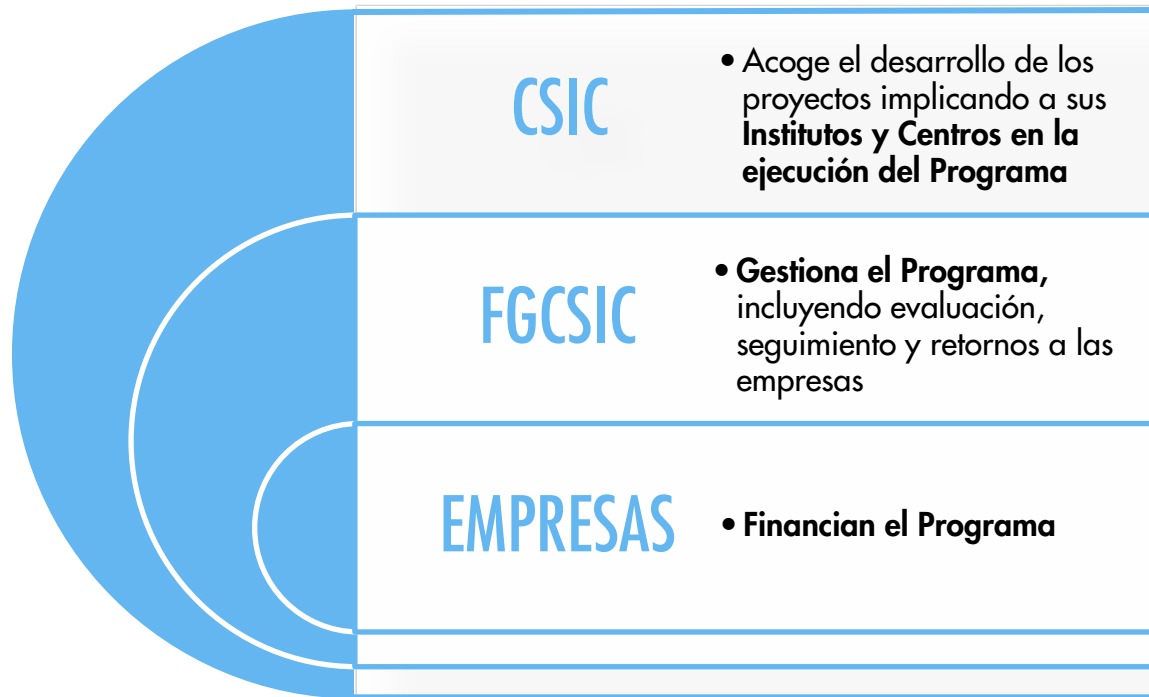 CSIC
• Acoge el desarrollo de los
proyectos implicando a sus
Institutos y Centros en la
ejecución del Programa
FGCSIC
• Gestiona el Programa,
incluyendo evaluación,
seguimiento y retornos a las
empresas
EMPRESAS
• Financian el Programa